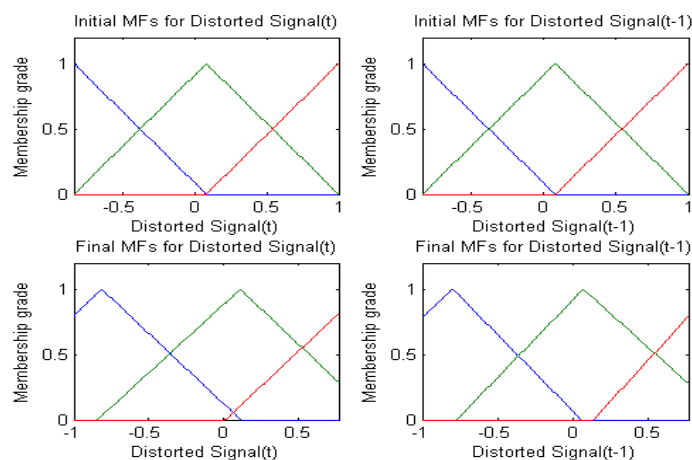 Initial MFs for Distorted Signal(t)
Membership grade
1
0.5
0
-0.5 0 0.5 1
Distorted Signal(t)
Initial MFs for Distorted Signal(t-1)
Membership grade
1
0.5
0
-0.5 0 0.5 1
Distorted Signal(t-1)
Final MFs for Distorted Signal(t)
Membership grade
1
0.5
0
-1 -0.5 0 0.5
Distorted Signal(t)
Final MFs for Distorted Signal(t-1)
Membership grade
1
0.5
0
-1 -0.5 0 0.5
Distorted Signal(t-1)